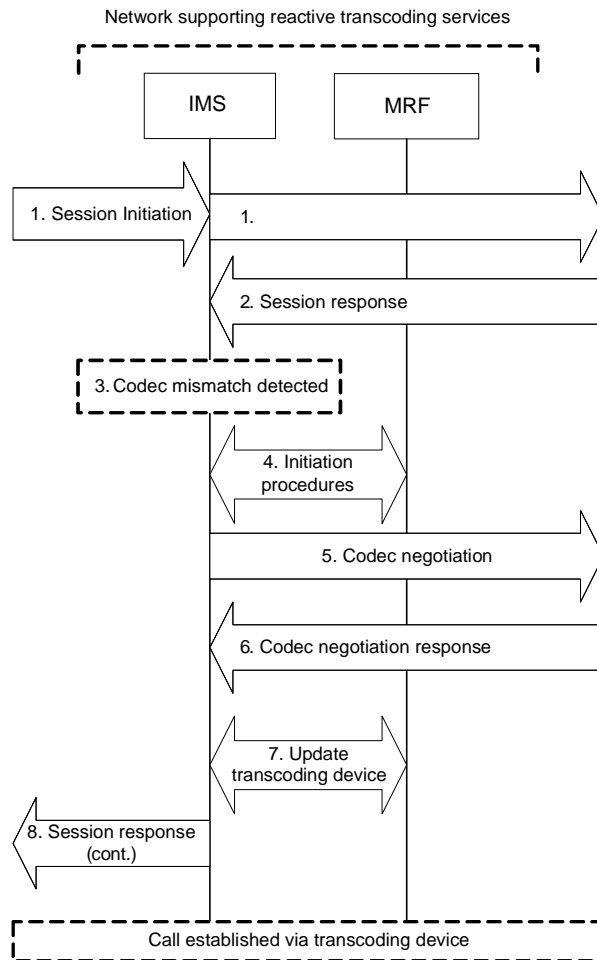 Network supporting reactive transcoding services
IMS
MRF
1. Session Initiation
1.
2. Session response
3. Codec mismatch detected
4. Initiation
procedures
5. Codec negotiation
6. Codec negotiation response
7. Update
transcoding device
8. Session response
(cont.)
Call established via transcoding device